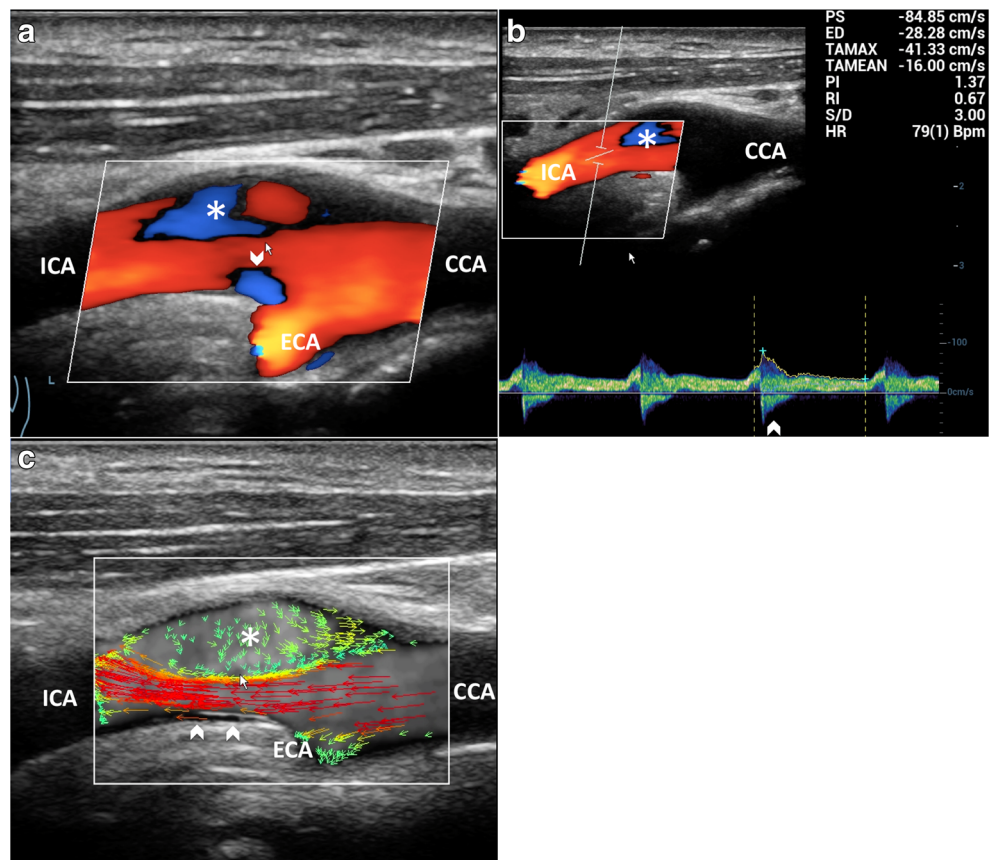 a
*
ICA
CCA
ECA
L
b
PS -84.85 cm/s
ED -28.28 cm/s
TAMAX -41.33 cm/s
TAMEAN -16.00 cm/s
PI 1.37
RI 0.67
S/D 3.00
HR 79(1) Bpm
*
CCA
ICA
-2
-3
-100
0cm/s
c
*
ICA
CCA
ECA